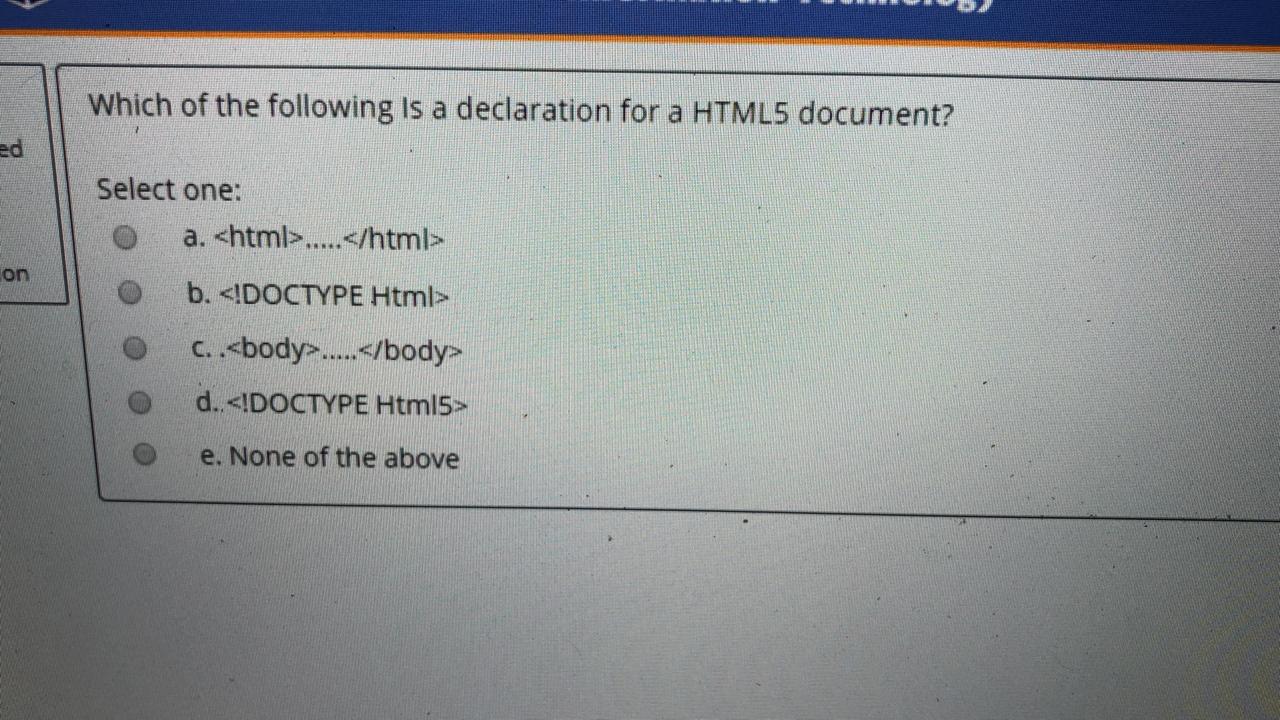 Technology
ed
on
Which of the following Is a declaration for a HTML5 document?
Select one:
a. <html>.....</html>
b. <!DOCTYPE Html>
c. .<body>.....</body>
d..<!DOCTYPE Html5>
e. None of the above